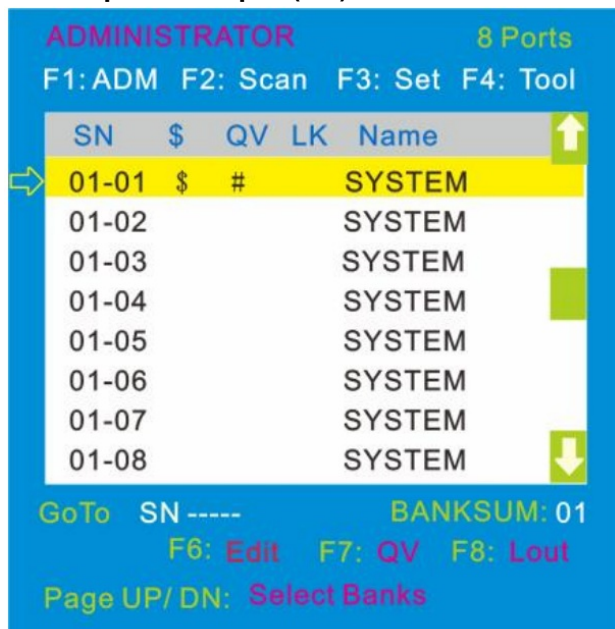 ADMINISTRATOR 8 Ports
F1: ADM F2: Scan F3: Set F4: Tool
SN $ QV LK Name
01-01 $ # SYSTEM
01-02 SYSTEM
01-03 SYSTEM
01-04 SYSTEM
01-05 SYSTEM
01-06 SYSTEM
01-07 SYSTEM
01-08 SYSTEM
GoTo SN ----- BANKSUM: 01
F6: Edit F7: QV F8: Lout
Page UP/ DN: Select Banks